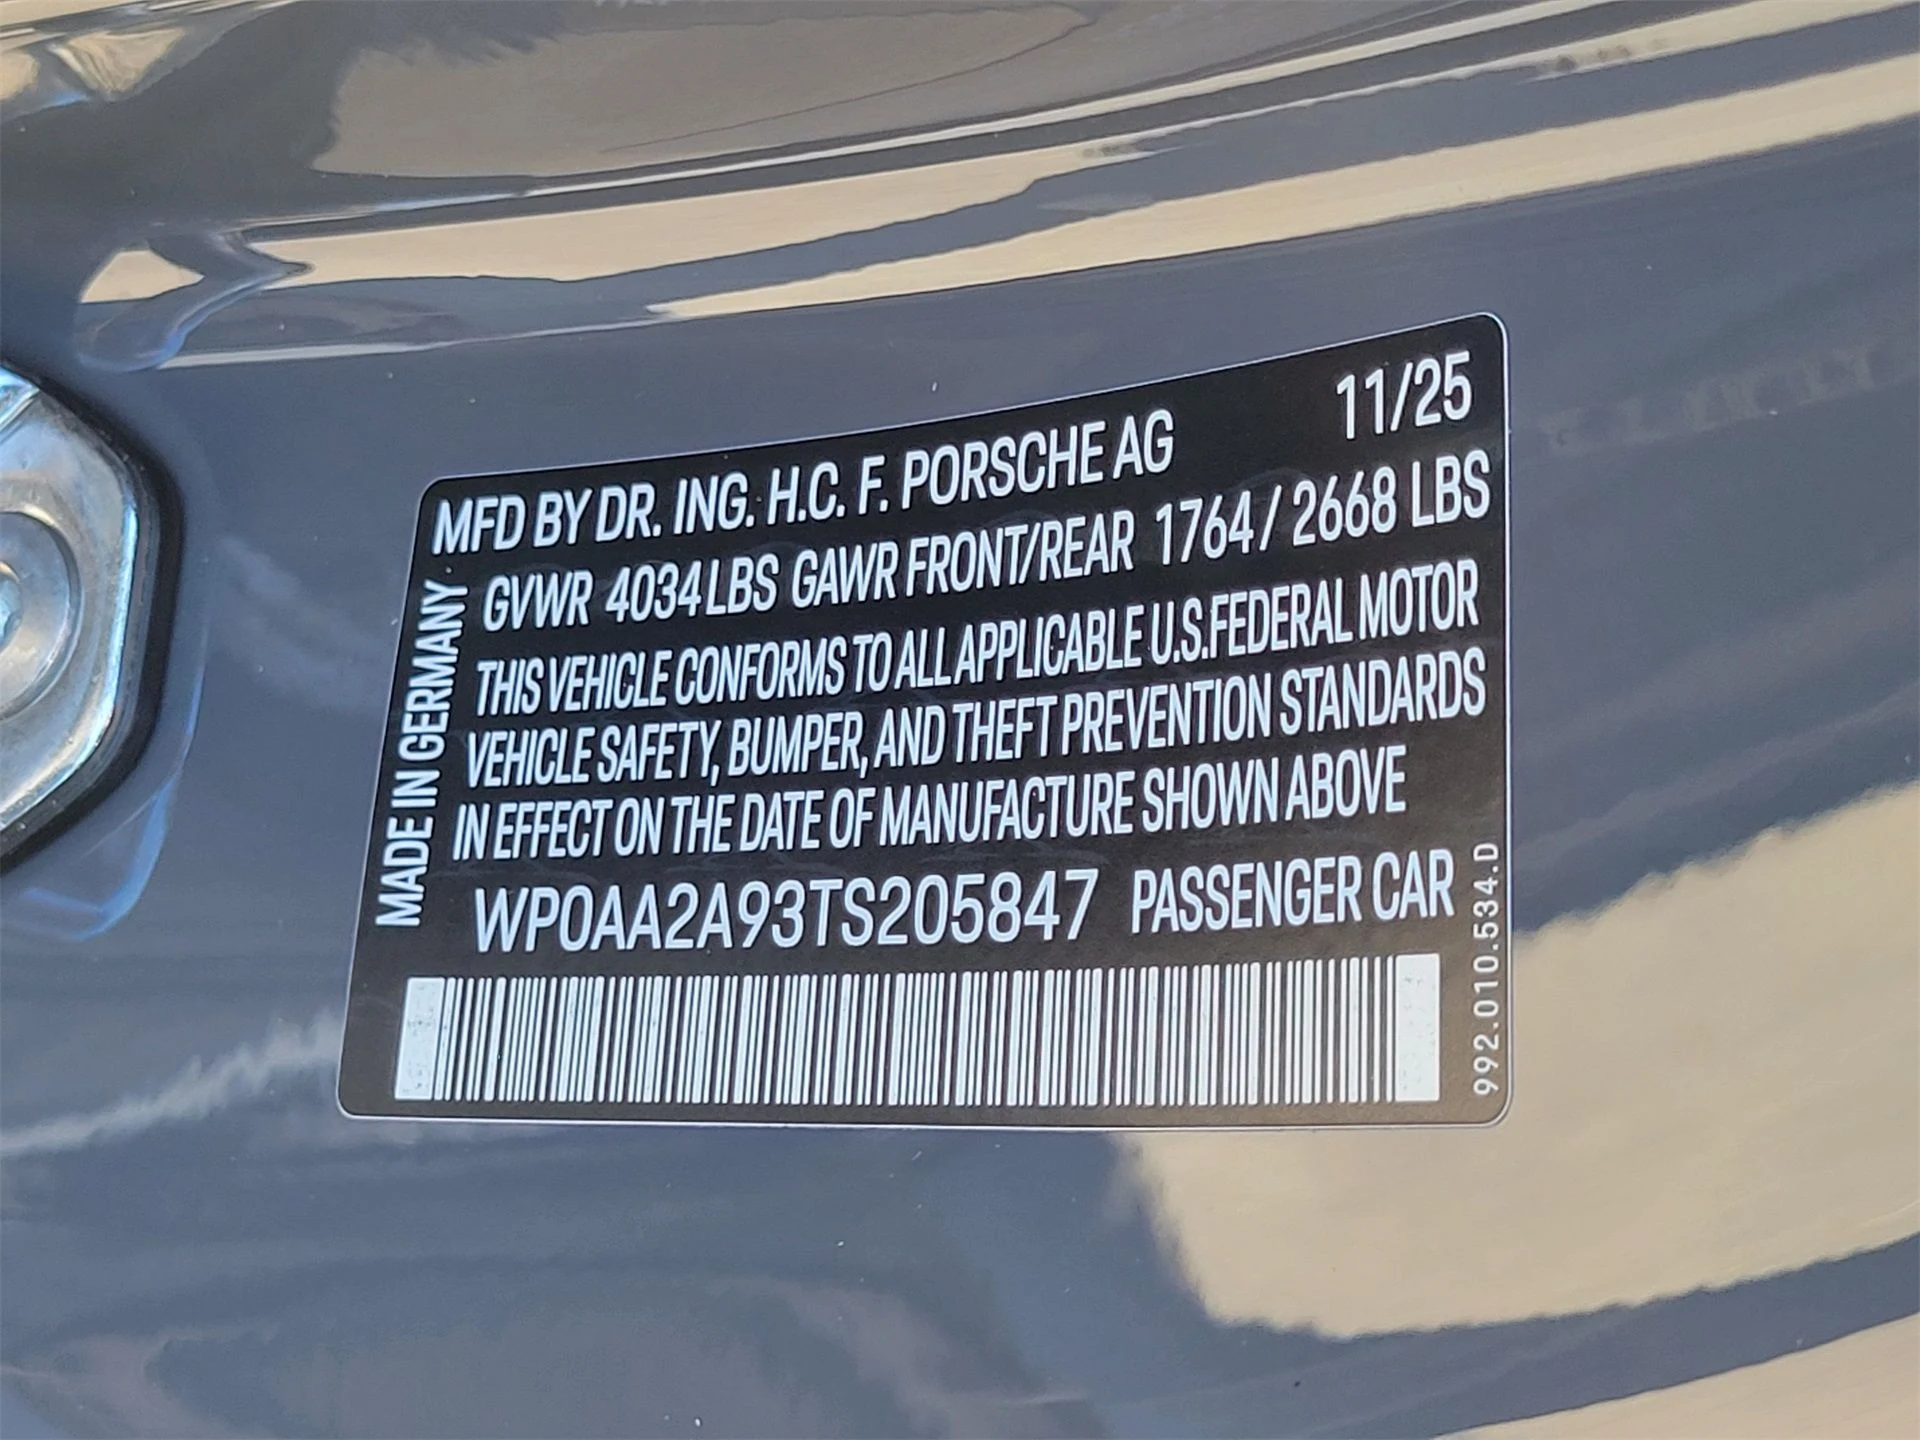 MFD BY DR. ING. H.C. F. PORSCHE AG 11/25
GVWR 4034 LBS GAWR FRONT/REAR 1764 / 2668 LBS
THIS VEHICLE CONFORMS TO ALL APPLICABLE U.S.FEDERAL MOTOR
VEHICLE SAFETY, BUMPER, AND THEFT PREVENTION STANDARDS
IN EFFECT ON THE DATE OF MANUFACTURE SHOWN ABOVE
WP0AA2A93TS205847 PASSENGER CAR
MADE IN GERMANY
992.010.534.D